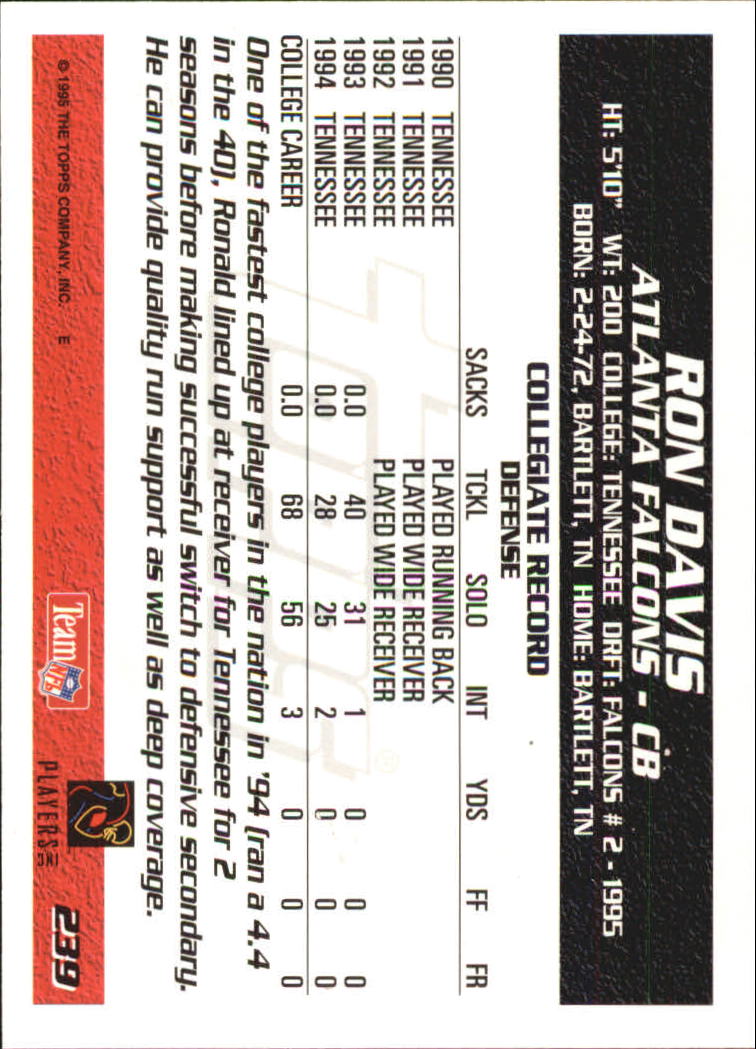 RON DAVIS
ATLANTA FALCONS - CB
HT: 5'10" WT: 200 COLLEGE: TENNESSEE DRFT: FALCONS # 2 - 1995
BORN: 2-24-72, BARTLETT, TN HOME: BARTLETT, TN
COLLEGIATE RECORD
DEFENSE
SACKS TCKL SOLO INT YDS FF FR
1990 TENNESSEE PLAYED RUNNING BACK
1991 TENNESSEE PLAYED WIDE RECEIVER
1992 TENNESSEE PLAYED WIDE RECEIVER
1993 TENNESSEE 0.0 40 31 1 0 0 0
1994 TENNESSEE 0.0 28 25 2 0 0 0
COLLEGE CAREER 0.0 68 56 3 0 0 0
One of the fastest college players in the nation in '94 (ran a 4.4
in the 40), Ronald lined up at receiver for Tennessee for 2
seasons before making successful switch to defensive secondary.
He can provide quality run support as well as deep coverage.
© 1995 THE TOPPS COMPANY, INC. E
Team NFL
PLAYERS INC
239
topps ®